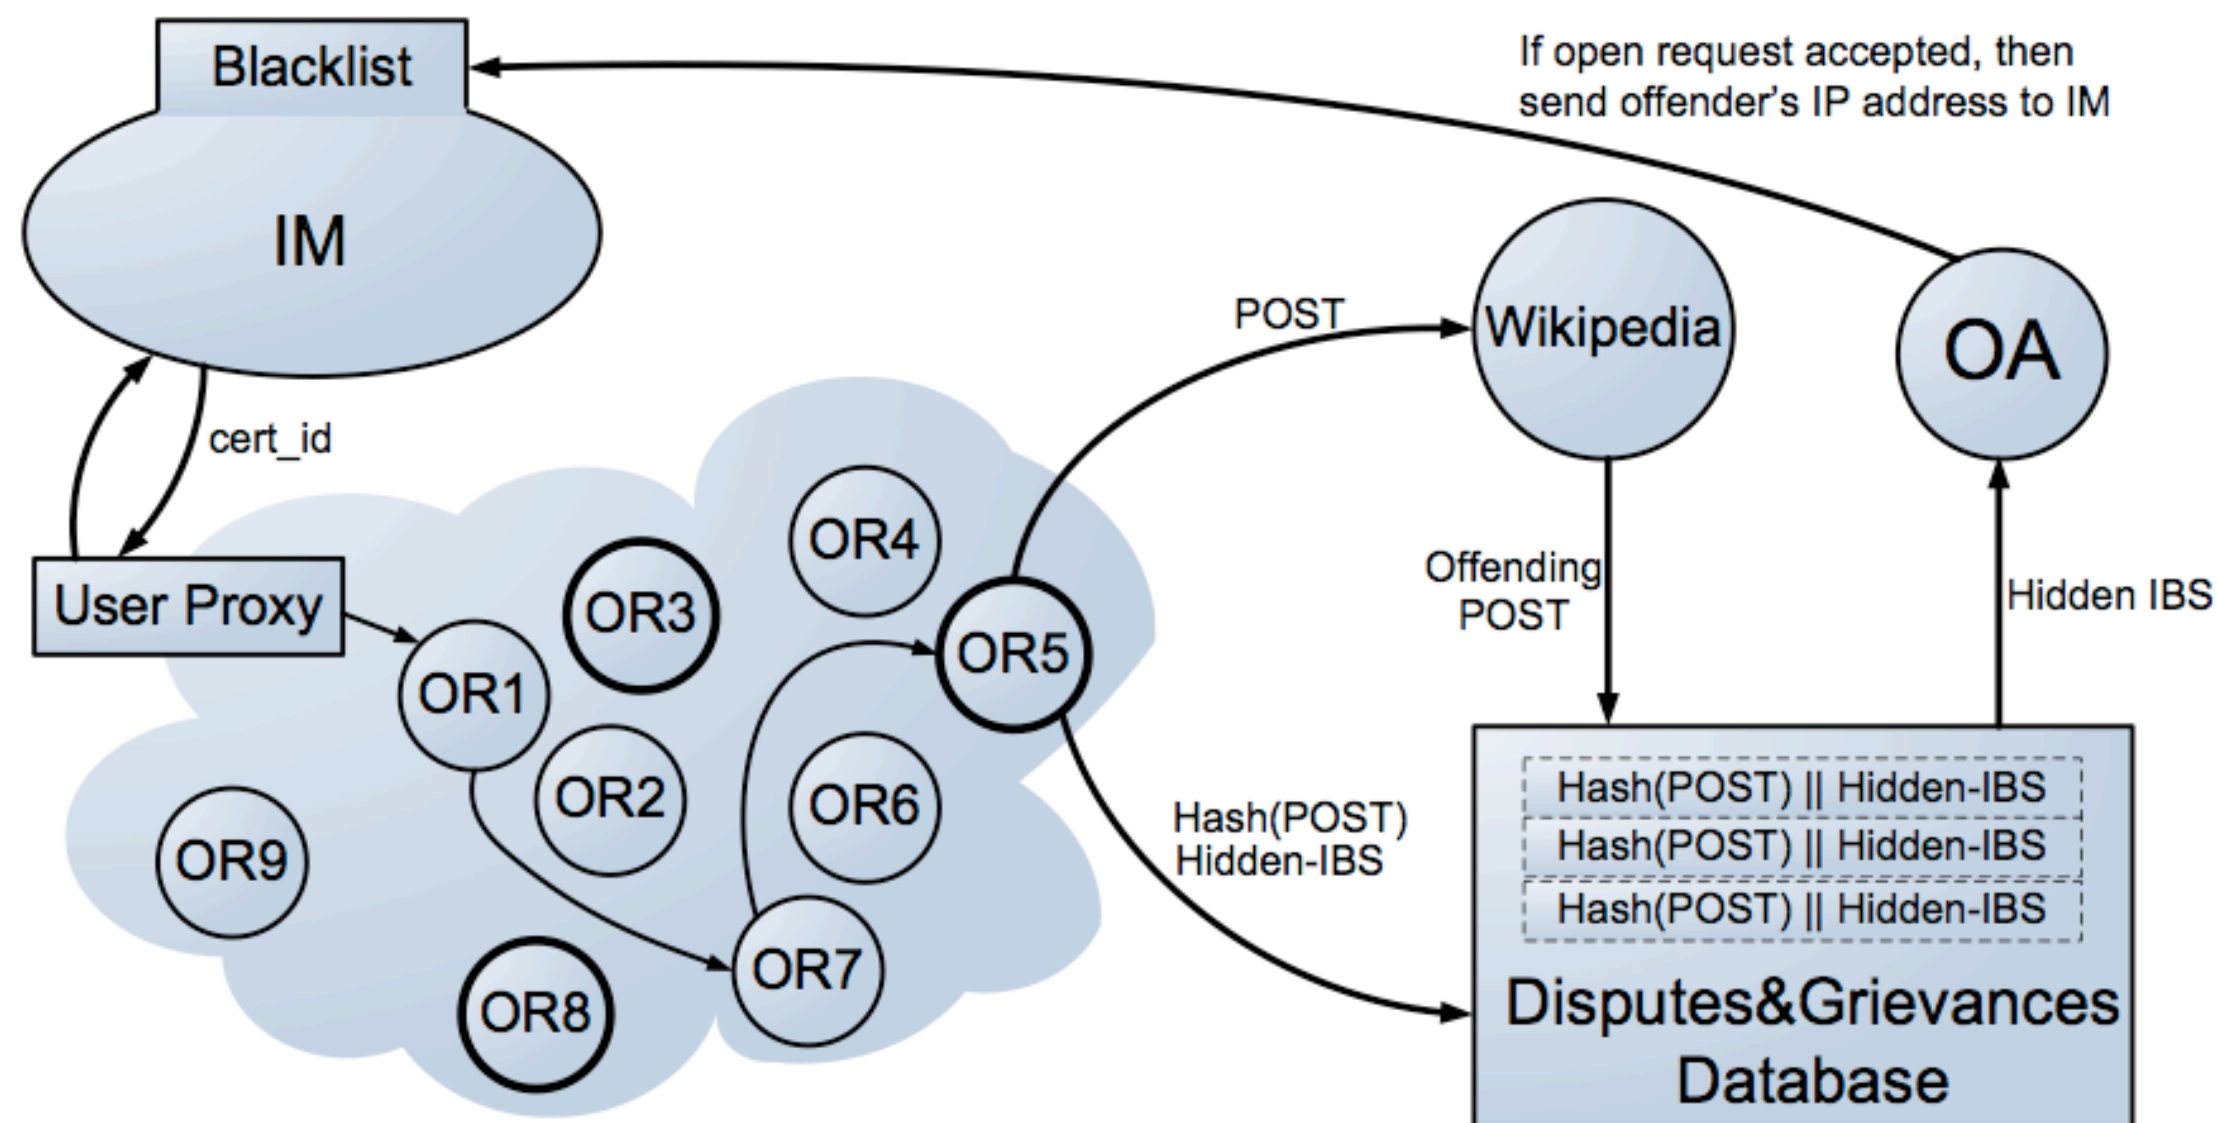 Blacklist
If open request accepted, then
send offender's IP address to IM
IM
POST
Wikipedia
OA
cert_id
User Proxy
OR4
OR3
OR5
OR1
Offending
POST
Hidden IBS
OR2
OR6
OR9
OR7
OR8
Hash(POST)
Hidden-IBS
Hash(POST) || Hidden-IBS
Hash(POST) || Hidden-IBS
Hash(POST) || Hidden-IBS
Disputes&Grievances
Database